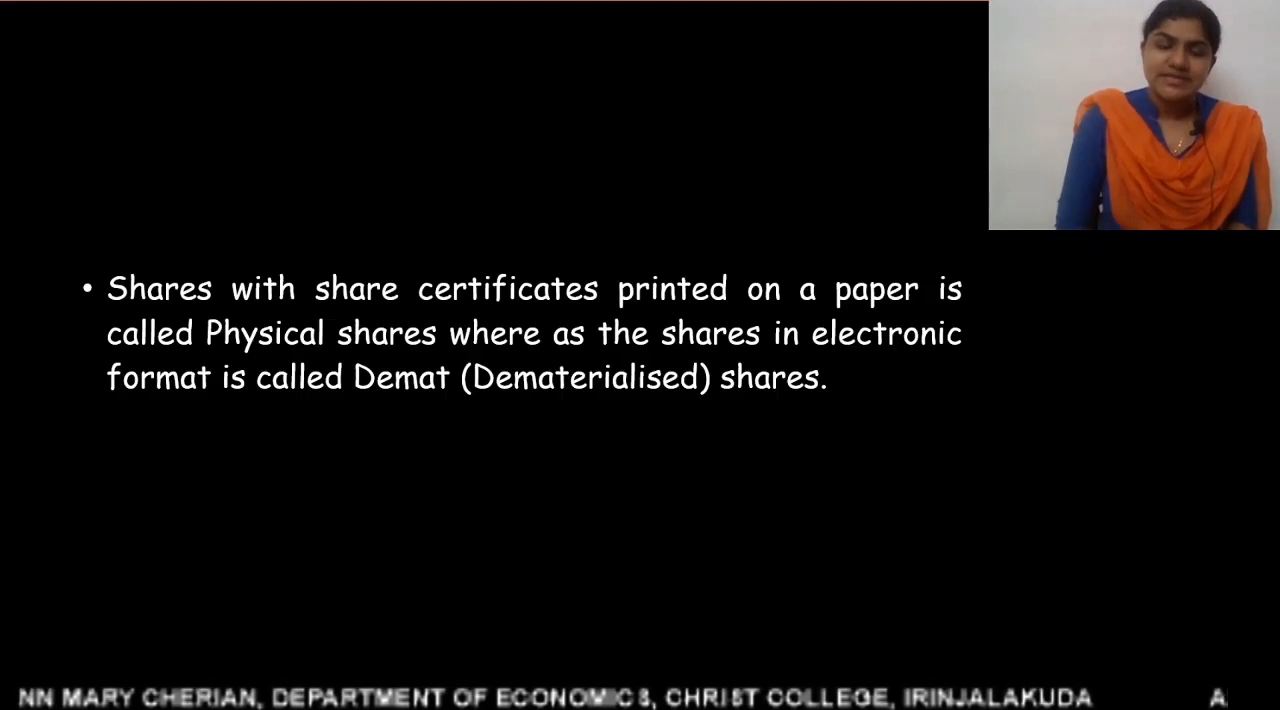 • Shares with share certificates printed on a paper is
called Physical shares where as the shares in electronic
format is called Demat (Dematerialised) shares.
NN MARY CHERIAN, DEPARTMENT OF ECONOMICS, CHRIST COLLEGE, IRINJALAKUDA A